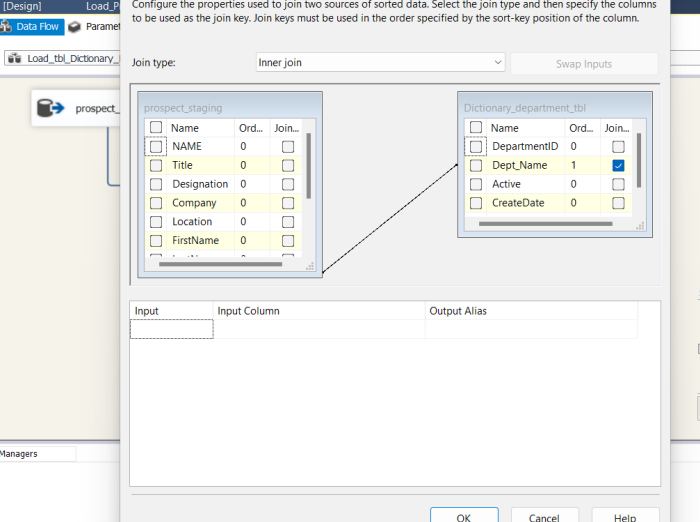 [Design]
Load_P
Configure the properties used to join two sources of sorted data. Select the join type and then specify the columns
to be used as the join key. Join keys must be used in the order specified by the sort-key position of the column.
Data Flow
Parameter
Load_tbl_Dictionary_
Join type:
Inner join
Swap Inputs
prospect_
prospect_staging
Name Ord... Join...
NAME 0
Title 0
Designation 0
Company 0
Location 0
FirstName 0
Dictionary_department_tbl
Name Ord... Join...
DepartmentID 0
Dept_Name 1
Active 0
CreateDate 0
Input Input Column Output Alias
Managers
OK Cancel Help